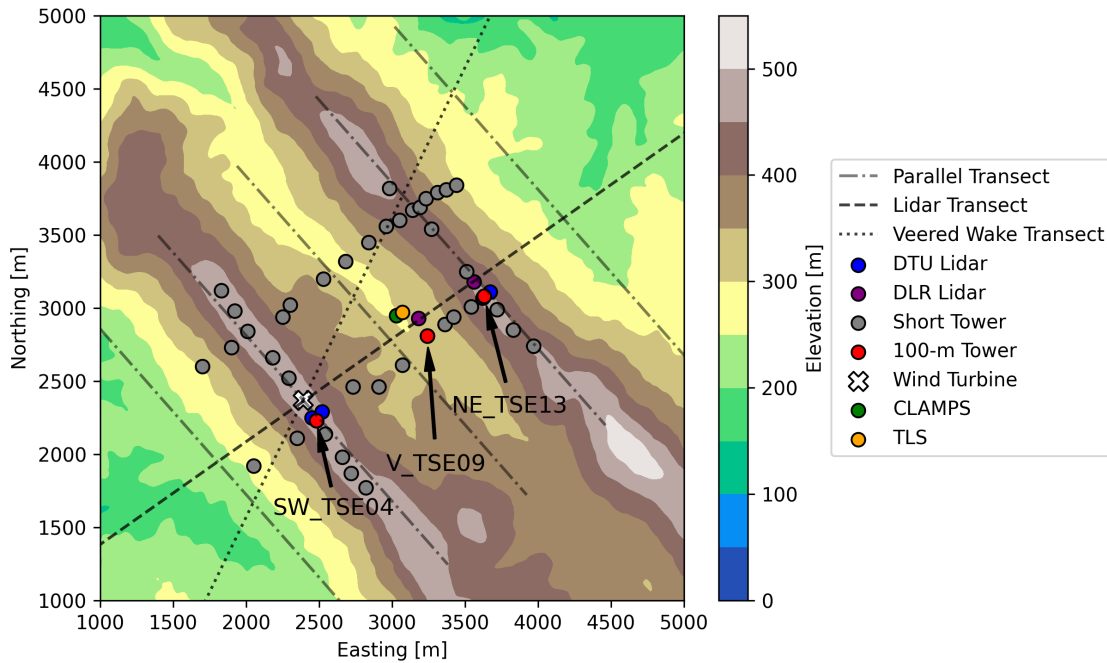 5000
4500
4000
3500
3000
2500
2000
1500
1000
Northing [m]
1000 1500 2000 2500 3000 3500 4000 4500 5000
Easting [m]
NE_TSE13
V_TSE09
SW_TSE04
500
400
300
200
100
0
Elevation [m]
Parallel Transect
Lidar Transect
Veered Wake Transect
DTU Lidar
DLR Lidar
Short Tower
100-m Tower
Wind Turbine
CLAMPS
TLS